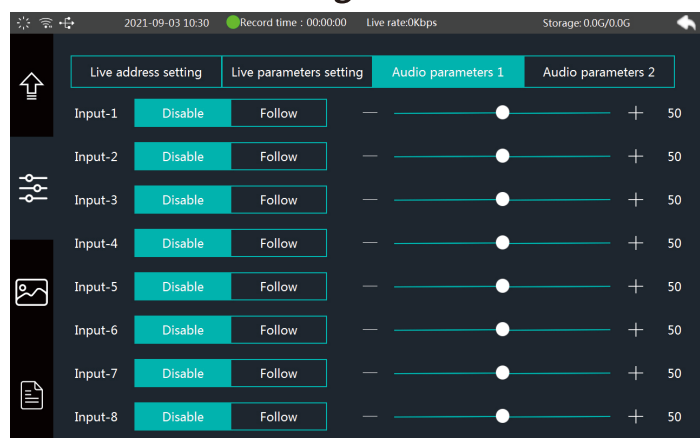 2021-09-03 10:30 Record time : 00:00:00 Live rate:0Kbps Storage: 0.0G/0.0G
Live address setting Live parameters setting Audio parameters 1 Audio parameters 2
Input-1 Disable Follow — + 50
Input-2 Disable Follow — + 50
Input-3 Disable Follow — + 50
Input-4 Disable Follow — + 50
Input-5 Disable Follow — + 50
Input-6 Disable Follow — + 50
Input-7 Disable Follow — + 50
Input-8 Disable Follow — + 50